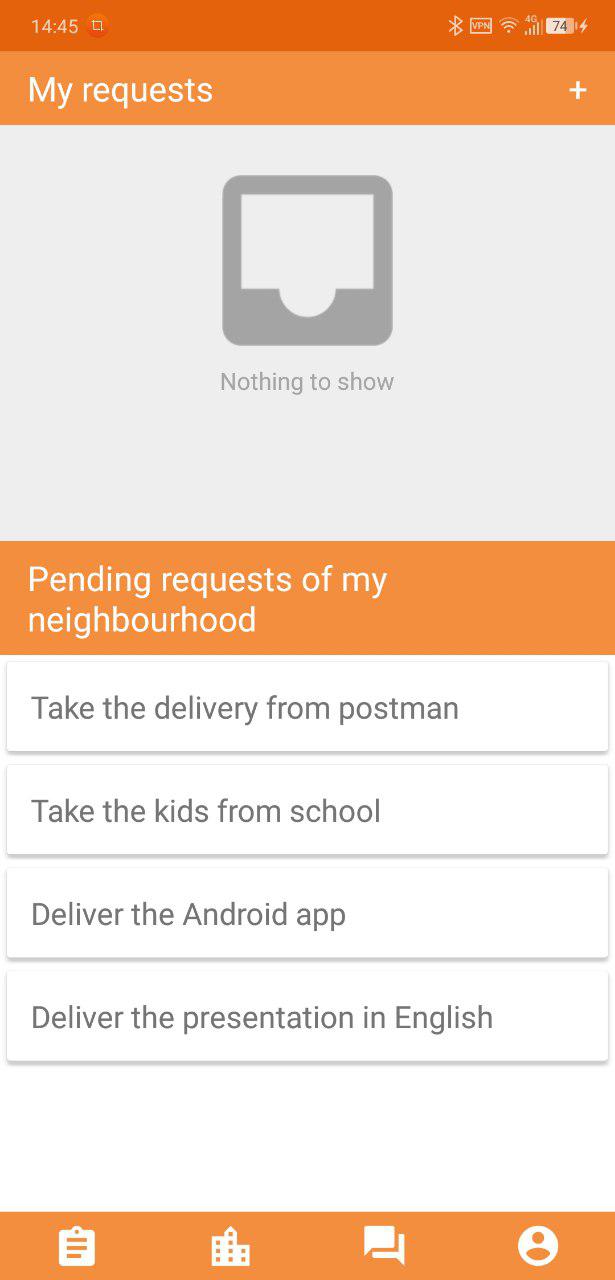 14:45
VPN 4G 74
My requests +
Nothing to show
Pending requests of my
neighbourhood
Take the delivery from postman
Take the kids from school
Deliver the Android app
Deliver the presentation in English